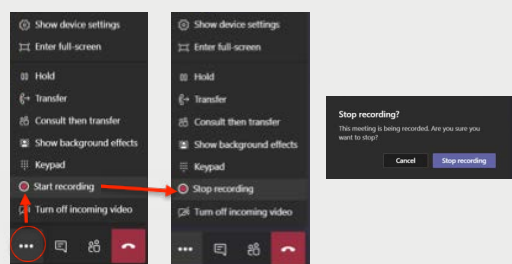 Show device settings
Enter full-screen
Hold
Transfer
Consult then transfer
Show background effects
Keypad
Start recording
Turn off incoming video
Show device settings
Enter full-screen
Hold
Transfer
Consult then transfer
Show background effects
Keypad
Stop recording
Turn off incoming video
Stop recording?
This meeting is being recorded. Are you sure you
want to stop?
Cancel Stop recording